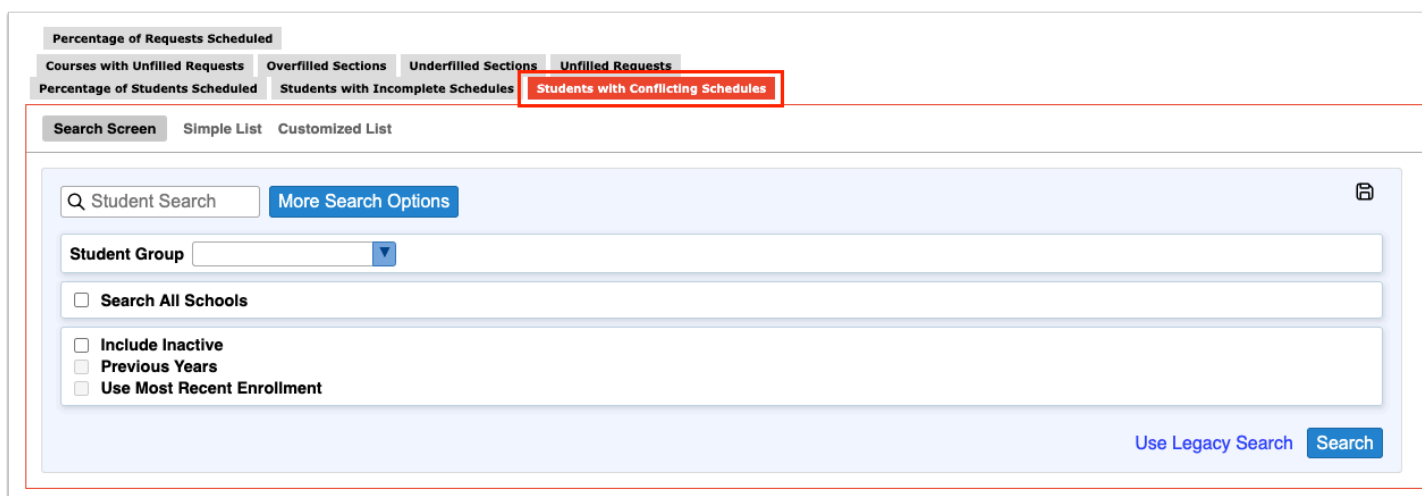 Percentage of Requests Scheduled
Courses with Unfilled Requests Overfilled Sections Underfilled Sections Unfilled Requests
Percentage of Students Scheduled Students with Incomplete Schedules Students with Conflicting Schedules
Search Screen Simple List Customized List
Student Search More Search Options
Student Group
Search All Schools
Include Inactive
Previous Years
Use Most Recent Enrollment
Use Legacy Search Search